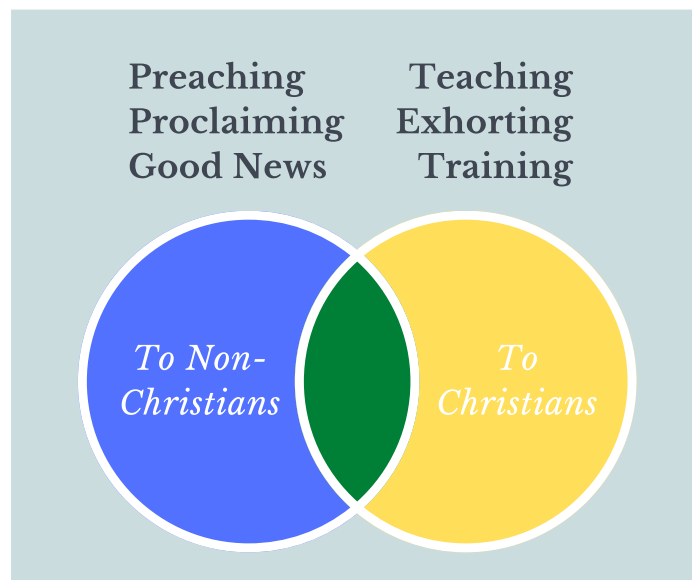 Preaching
Proclaiming
Good News
Teaching
Exhorting
Training
To Non-
Christians
To
Christians